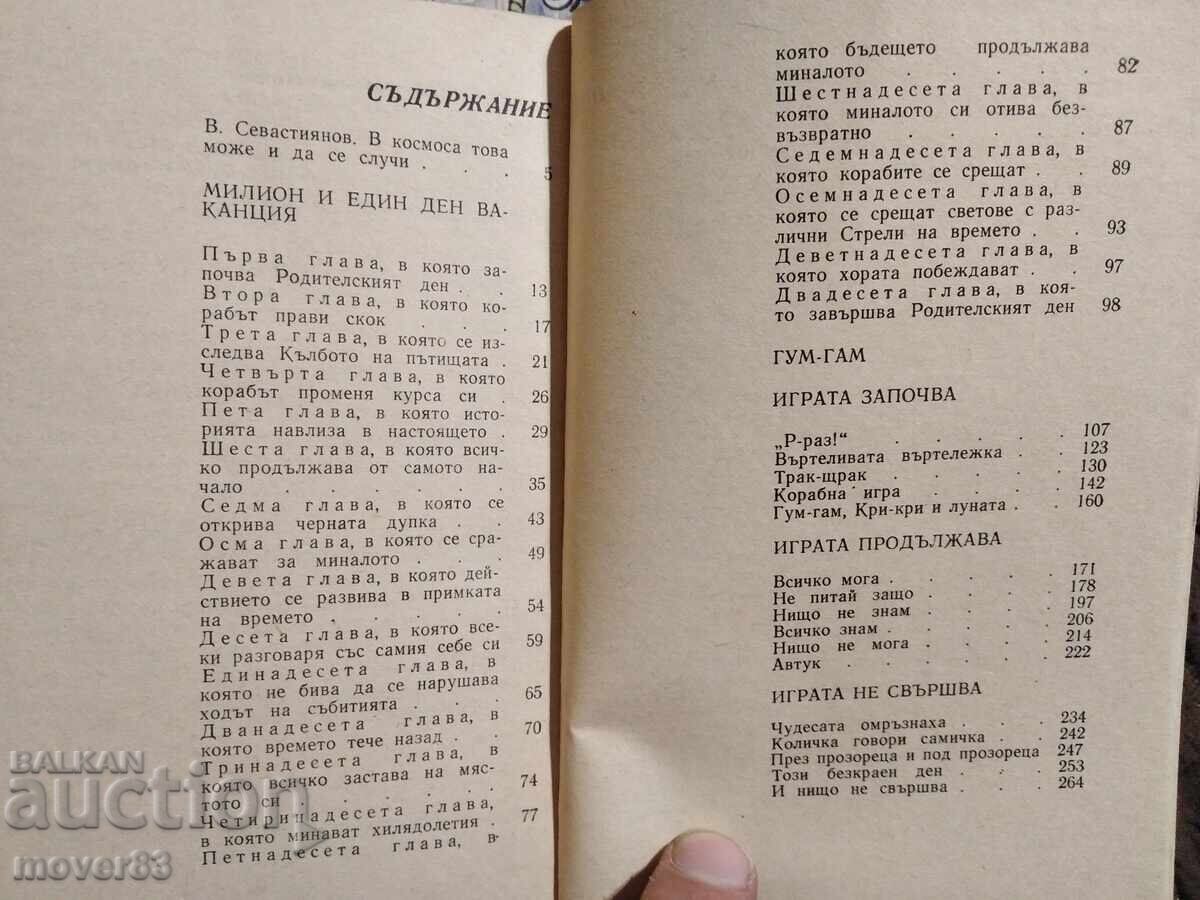 СЪДЪРЖАНИЕ
В. Севастиянов. В космоса това
може и да се случи . . . 5
МИЛИОН И ЕДИН ДЕН ВА-
КАНЦИЯ
Първа глава, в която за-
почва Родителският ден . . 13
Втора глава, в която ко-
рабът прави скок . . . 17
Трета глава, в която се из-
следва Кълбото на пътищата . 21
Четвърта глава, в която
корабът променя курса си . 26
Пета глава, в която исто-
рията навлиза в настоящето . 29
Шеста глава, в която всич-
ко продължава от самото на-
чало . . . . . . 35
Седма глава, в която се
открива черната дупка . . 43
Осма глава, в която се сра-
жават за миналото . . . 49
Девета глава, в която дей-
ствието се развива в примката
на времето . . . . 54
Десета глава, в която все-
ки разговаря със самия себе си 59
Единадесета глава, в
която не бива да се нарушава
ходът на събитията . . . 65
Дванадесета глава, в
която времето тече назад . . 70
Тринадесета глава, в
която всичко застава на мяс-
тото си . . . . . 74
Четиринадесета глава,
в която минават хилядолетия . 77
Петнадесета глава, в
която бъдещето продължава
миналото . . . . . 82
Шестнадесета глава, в
която миналото си отива без-
възвратно . . . . . 87
Седемнадесета глава, в
която корабите се срещат . . 89
Осемнадесета глава, в
която се срещат светове с раз-
лични Стрели на времето . . 93
Деветнадесета глава, в
която хората побеждават . . 97
Двадесета глава, в коя-
то завършва Родителският ден 98
ГУМ-ГАМ
ИГРАТА ЗАПОЧВА
„Р-раз!“ . . . . . 107
Въртеливата въртележка . . 123
Трак-щрак . . . . . 130
Корабна игра . . . . 142
Гум-гам, Кри-кри и луната . . 160
ИГРАТА ПРОДЪЛЖАВА
Всичко мога . . . . . 171
Не питай защо . . . . 178
Нищо не знам . . . . 197
Всичко знам . . . . . 206
Нищо не мога . . . . 214
Автук . . . . . . 222
ИГРАТА НЕ СВЪРШВА
Чудесата омръзнаха . . . 234
Количка говори самичка . . 242
През прозореца и под прозореца 247
Този безкраен ден . . . 253
И нищо не свършва . . . 264
BALKAN
auction
mover83